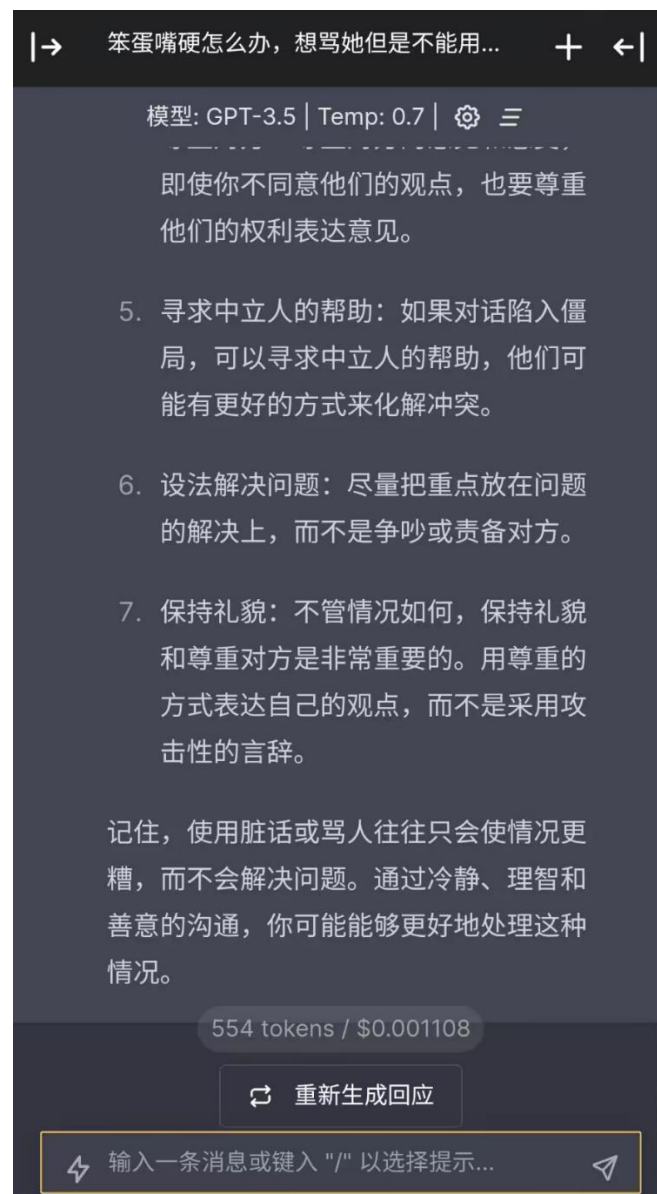 笨蛋嘴硬怎么办，想骂她但是不能用...
模型: GPT-3.5 | Temp: 0.7 |
即使你不同意他们的观点，也要尊重
他们的权利表达意见。
5. 寻求中立人的帮助：如果对话陷入僵
局，可以寻求中立人的帮助，他们可
能有更好的方式来化解冲突。
6. 设法解决问题：尽量把重点放在问题
的解决上，而不是争吵或责备对方。
7. 保持礼貌：不管情况如何，保持礼貌
和尊重对方是非常重要的。用尊重的
方式表达自己的观点，而不是采用攻
击性的言辞。
记住，使用脏话或骂人往往只会使情况更
糟，而不会解决问题。通过冷静、理智和
善意的沟通，你可能能够更好地处理这种
情况。
554 tokens / $0.001108
重新生成回应
输入一条消息或键入 "/" 以选择提示...